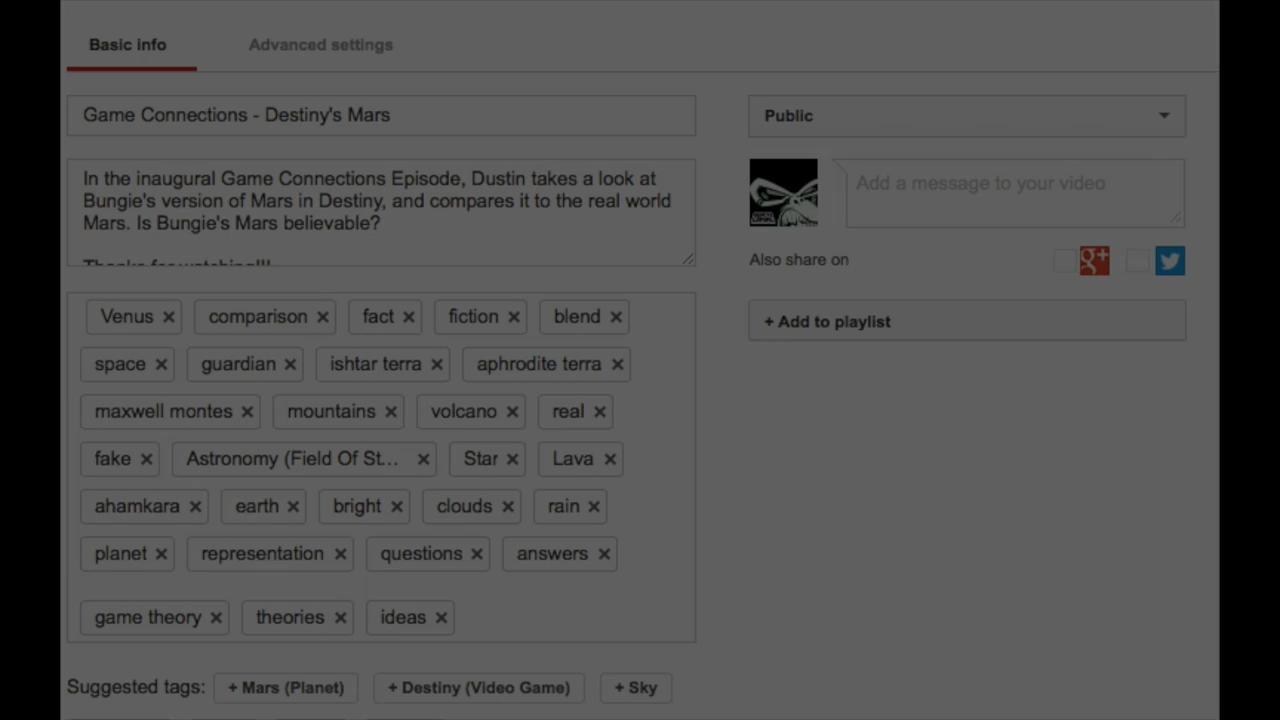 Basic info Advanced settings
Game Connections - Destiny's Mars
In the inaugural Game Connections Episode, Dustin takes a look at
Bungie's version of Mars in Destiny, and compares it to the real world
Mars. Is Bungie's Mars believable?
Thanks for watching!!!
Venus × comparison × fact × fiction × blend ×
space × guardian × ishtar terra × aphrodite terra ×
maxwell montes × mountains × volcano × real ×
fake × Astronomy (Field Of St... × Star × Lava ×
ahamkara × earth × bright × clouds × rain ×
planet × representation × questions × answers ×
game theory × theories × ideas ×
Suggested tags: + Mars (Planet) + Destiny (Video Game) + Sky
Public
Add a message to your video
Also share on g+
+ Add to playlist